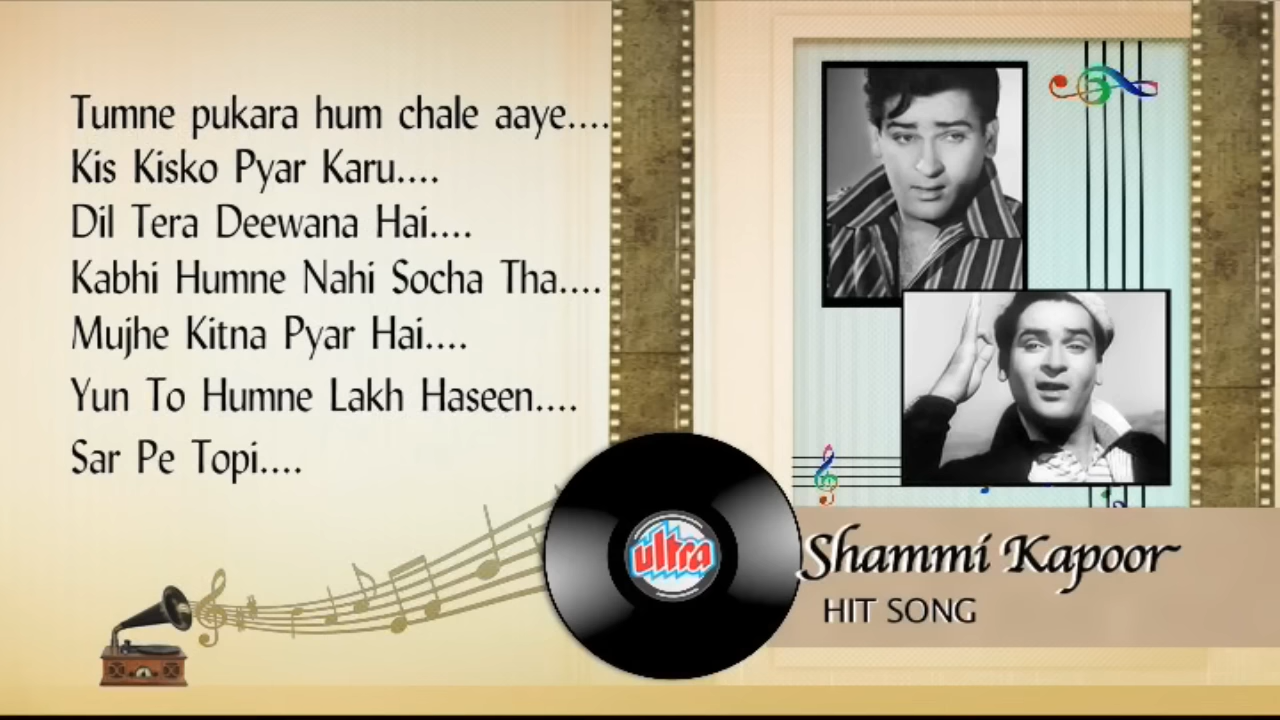 Tumne pukara hum chale aaye....
Kis Kisko Pyar Karu....
Dil Tera Deewana Hai....
Kabhi Humne Nahi Socha Tha....
Mujhe Kitna Pyar Hai....
Yun To Humne Lakh Haseen....
Sar Pe Topi....
ultra
Shammi Kapoor
HIT SONG